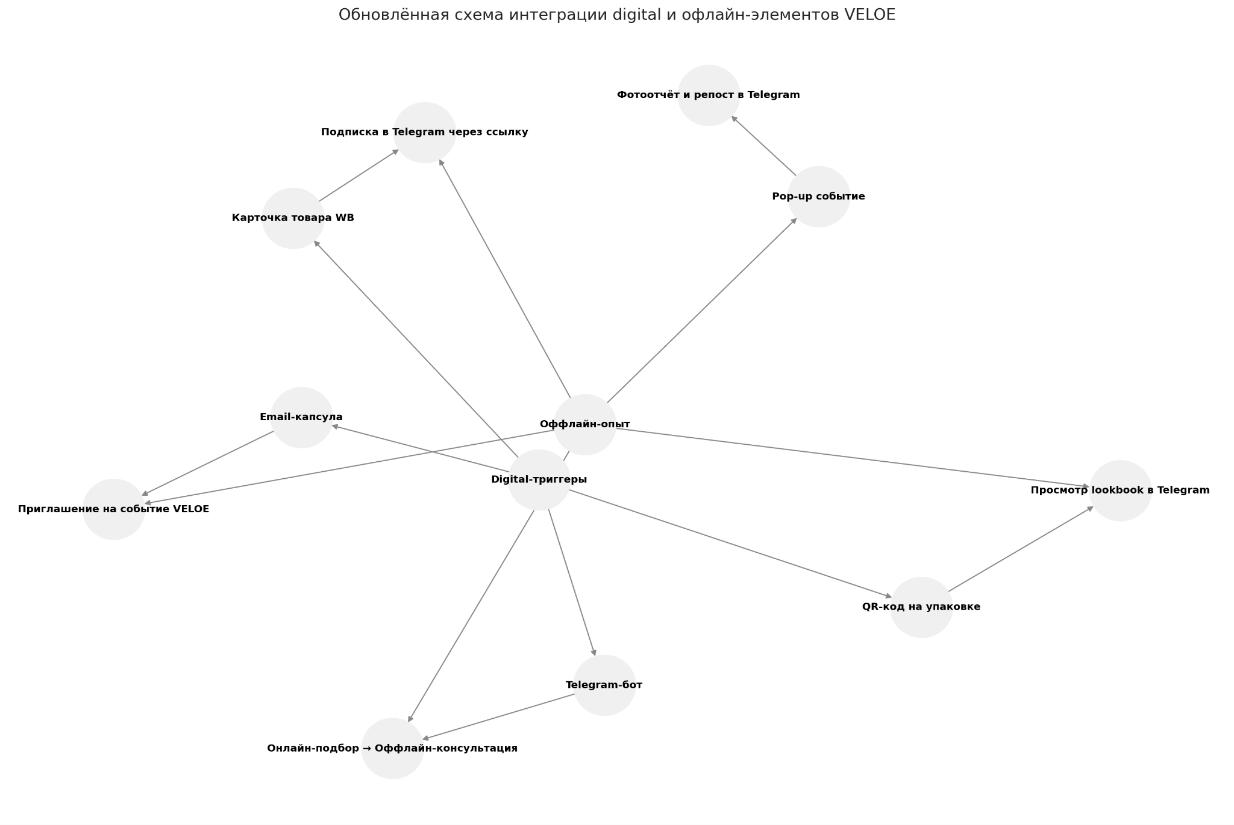 Обновлённая схема интеграции digital и офлайн-элементов VELOE
Фотоотчёт и репост в Telegram
Подписка в Telegram через ссылку
Pop-up событие
Карточка товара WB
Email-капсула
Оффлайн-опыт
Digital-триггеры
Просмотр lookbook в Telegram
Приглашение на событие VELOE
QR-код на упаковке
Telegram-бот
Онлайн-подбор → Оффлайн-консультация